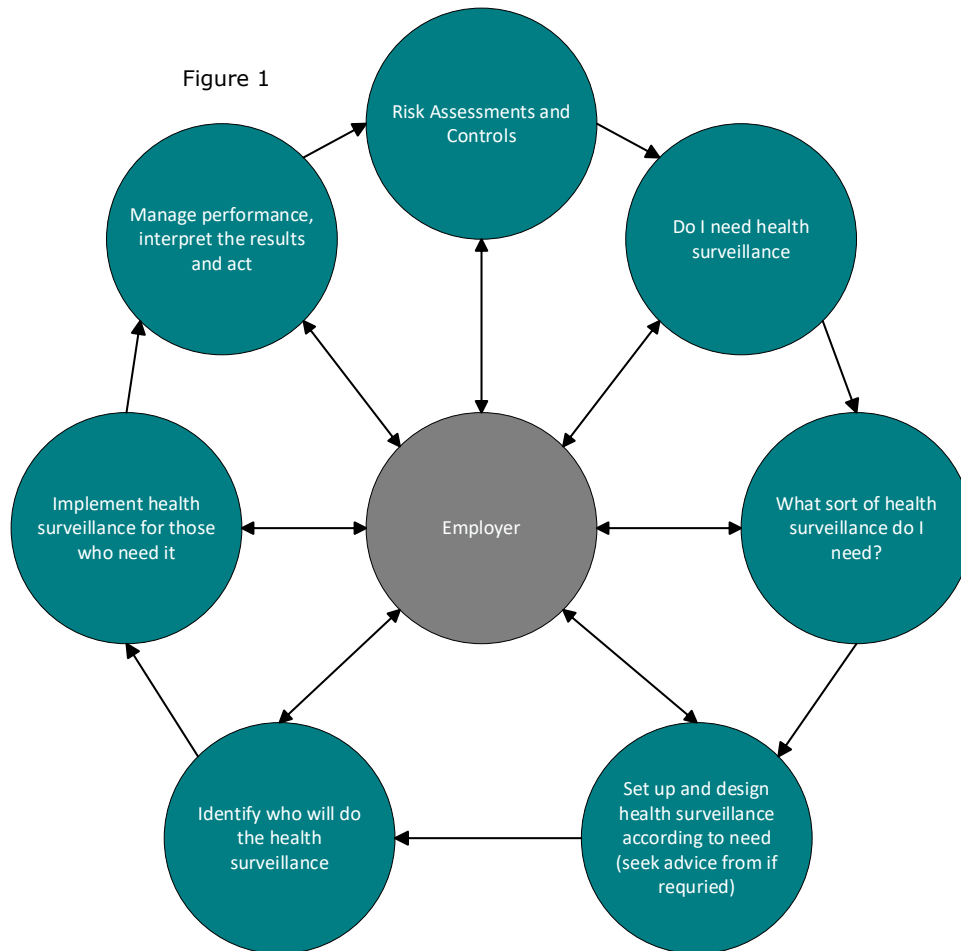 Figure 1
Risk Assessments and
Controls
Do I need health
surveillance
What sort of health
surveillance do I
need?
Set up and design
health surveillance
according to need
(seek advice from if
requried)
Identify who will do
the health
surveillance
Implement health
surveillance for those
who need it
Manage performance,
interpret the results
and act
Employer